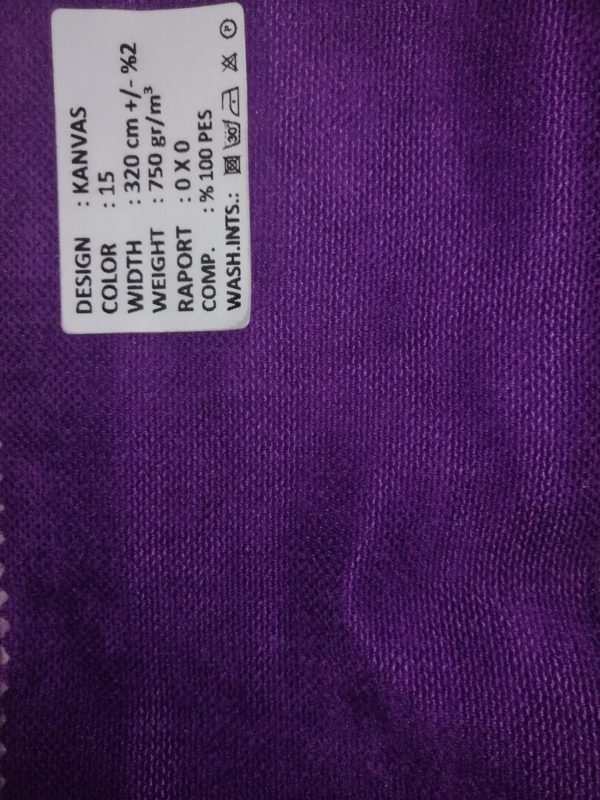 DESIGN : KANVAS
COLOR : 15
WIDTH : 320 cm +/- %2
WEIGHT : 750 gr/m³
RAPORT : 0 X 0
COMP. : % 100 PES
WASH.INTS.: 30 P